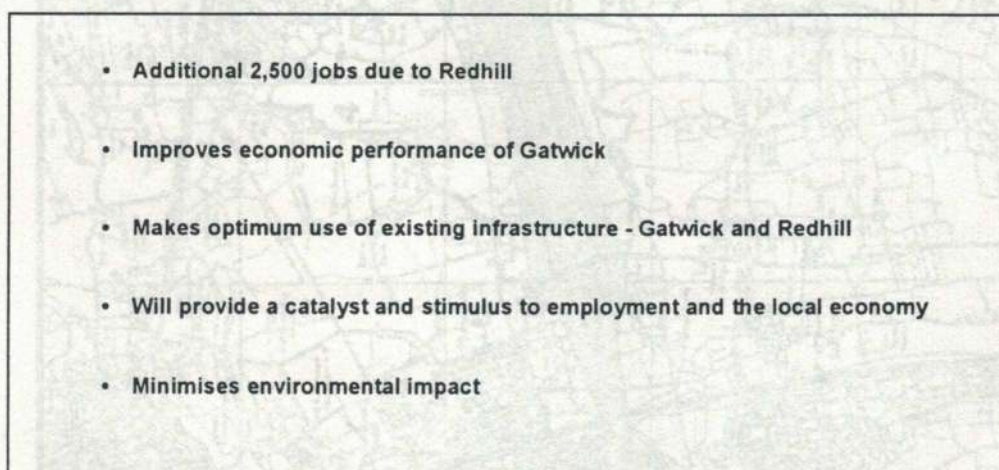 • Additional 2,500 jobs due to Redhill
• Improves economic performance of Gatwick
• Makes optimum use of existing infrastructure - Gatwick and Redhill
• Will provide a catalyst and stimulus to employment and the local economy
• Minimises environmental impact